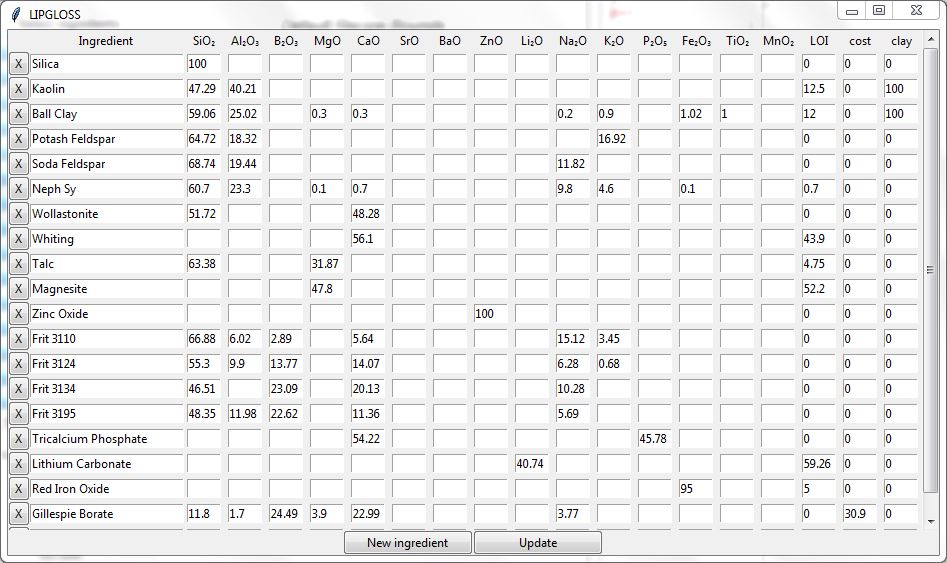 LIPGLOSS
Ingredient SiO₂ Al₂O₃ B₂O₃ MgO CaO SrO BaO ZnO Li₂O Na₂O K₂O P₂O₅ Fe₂O₃ TiO₂ MnO₂ LOI cost clay
X Silica 100 0 0 0
X Kaolin 47.29 40.21 12.5 0 100
X Ball Clay 59.06 25.02 0.3 0.3 0.2 0.9 1.02 1 12 0 100
X Potash Feldspar 64.72 18.32 16.92 0 0 0
X Soda Feldspar 68.74 19.44 11.82 0 0 0
X Neph Sy 60.7 23.3 0.1 0.7 9.8 4.6 0.1 0.7 0 0
X Wollastonite 51.72 48.28 0 0 0
X Whiting 56.1 43.9 0 0
X Talc 63.38 31.87 4.75 0 0
X Magnesite 47.8 52.2 0 0
X Zinc Oxide 100 0 0 0
X Frit 3110 66.88 6.02 2.89 5.64 15.12 3.45 0 0 0
X Frit 3124 55.3 9.9 13.77 14.07 6.28 0.68 0 0 0
X Frit 3134 46.51 23.09 20.13 10.28 0 0 0
X Frit 3195 48.35 11.98 22.62 11.36 5.69 0 0 0
X Tricalcium Phosphate 54.22 45.78 0 0 0
X Lithium Carbonate 40.74 59.26 0 0
X Red Iron Oxide 95 5 0 0
X Gillespie Borate 11.8 1.7 24.49 3.9 22.99 3.77 0 30.9 0
New ingredient Update